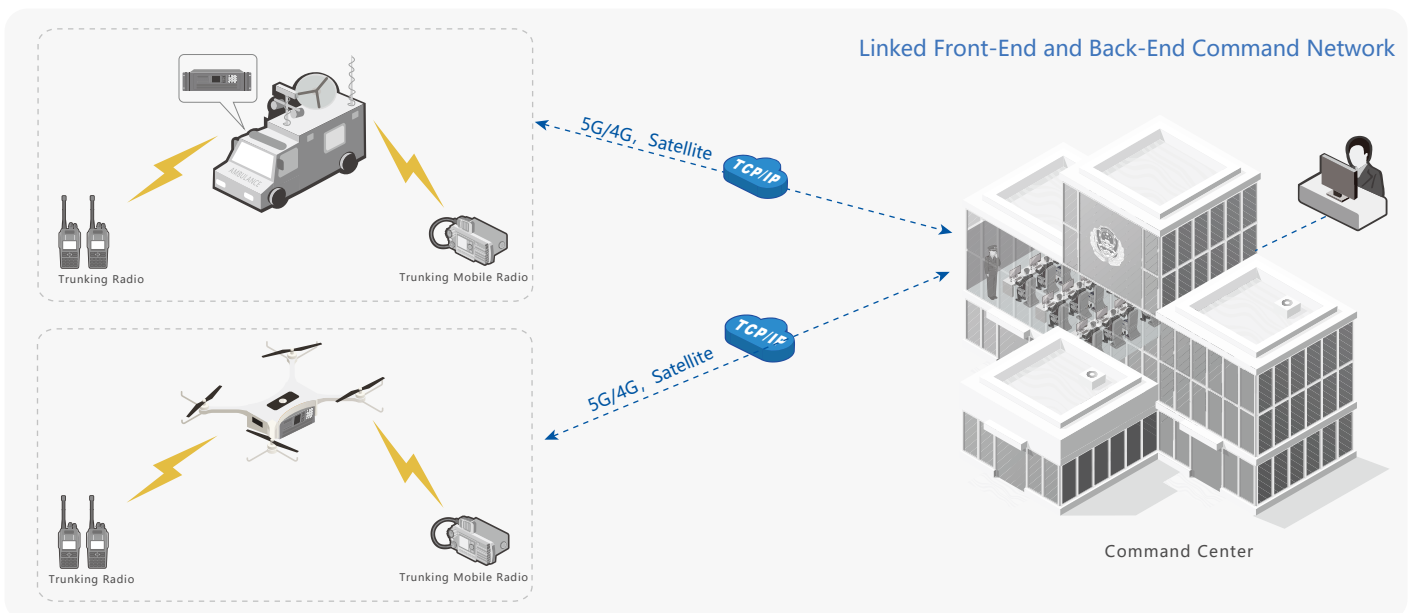 Linked Front-End and Back-End Command Network
AMBULANCE
Trunking Radio
Trunking Mobile Radio
5G/4G, Satellite
TCP/IP
5G/4G, Satellite
TCP/IP
Trunking Radio
Trunking Mobile Radio
Command Center